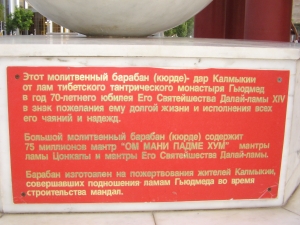 Этот молитвенный барабан (кюрде)- дар Калмыкии
от лам тибетского тантрического монастыря Гьюдмед
в год 70-летнего юбилея Его Святейшества Далай-ламы XIV
в знак пожелания ему долгой жизни и исполнения всех
его чаяний и надежд.
Большой молитвенный барабан (кюрде) содержит
75 миллионов мантр "ОМ МАНИ ПАДМЕ ХУМ" мантры
ламы Цонкапы и мантры Его Святейшества Далай-ламы.
Барабан изготовлен на пожертвования жителей Калмыкии,
совершавших подношения ламам Гьюдмеда во время
строительства мандал.